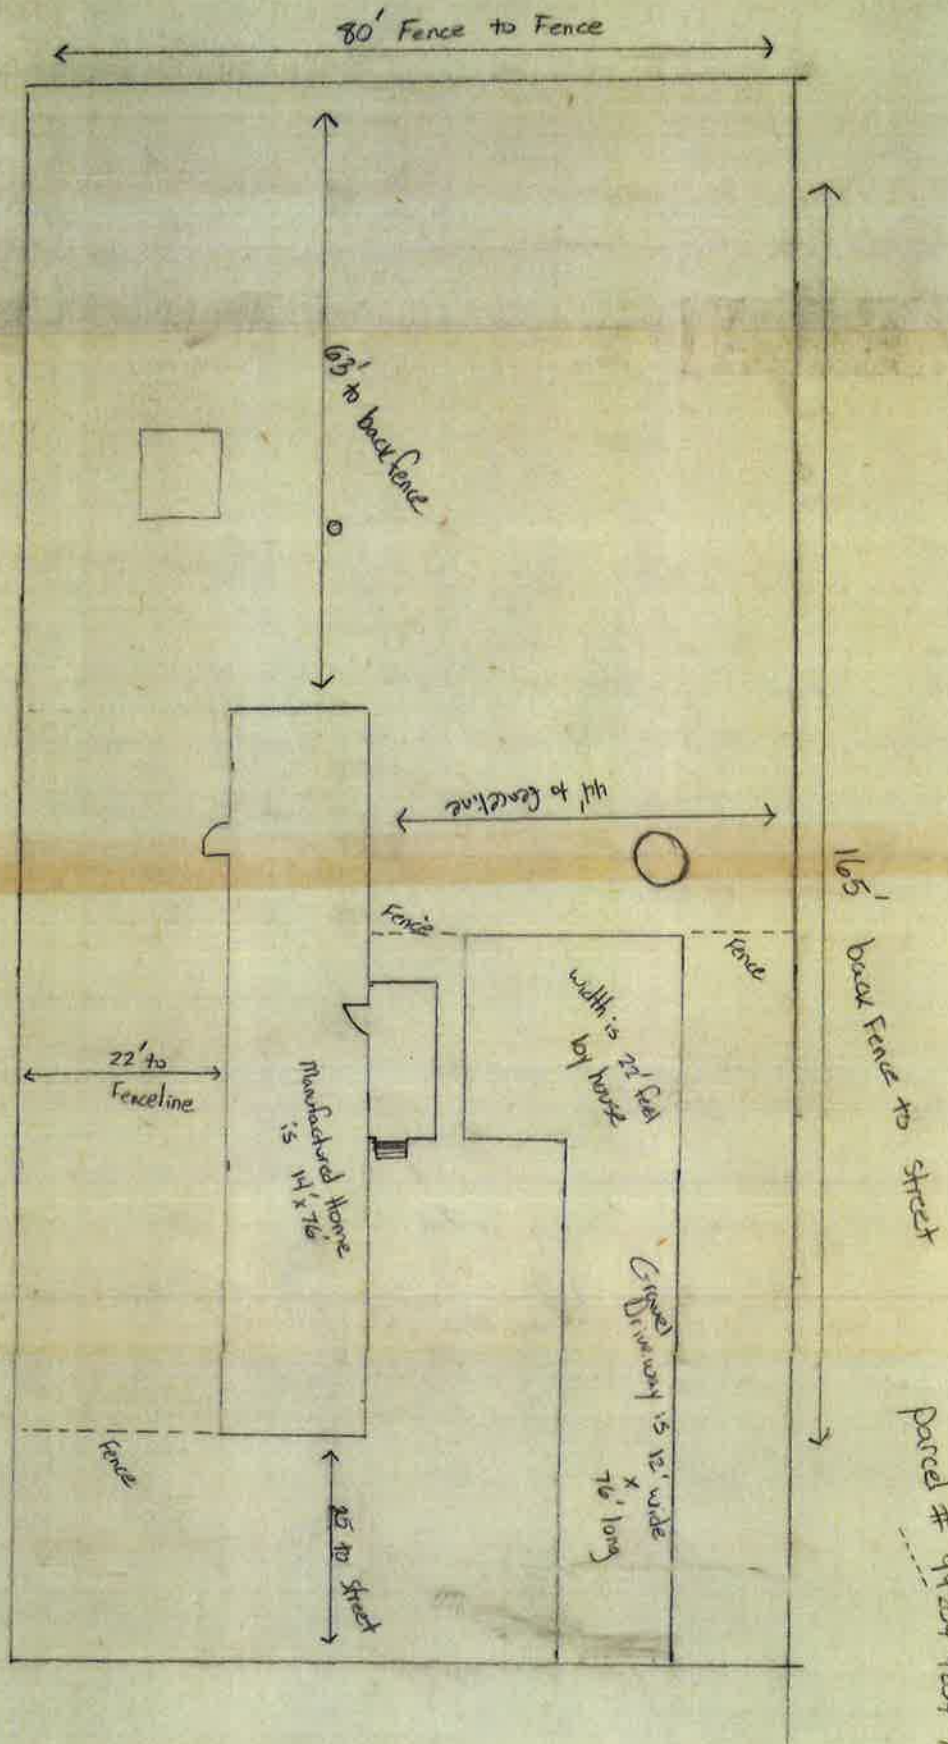 80' Fence to Fence
63' to back fence
44' to fenceline
165' back Fence to street
Fence
Fence
width is 22' feet
by house
22' to
Fenceline
Manufactured Home
is 14' x 76'
Gravel
Driveway is 12' wide
x
76' long
Fence
25 to street
parcel #